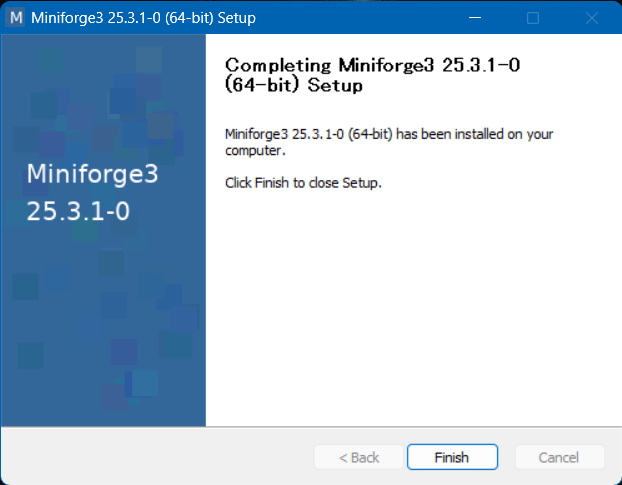 M Miniforge3 25.3.1-0 (64-bit) Setup
Completing Miniforge3 25.3.1-0
(64-bit) Setup
Miniforge3 25.3.1-0 (64-bit) has been installed on your
computer.
Click Finish to close Setup.
Miniforge3
25.3.1-0
< Back
Finish
Cancel